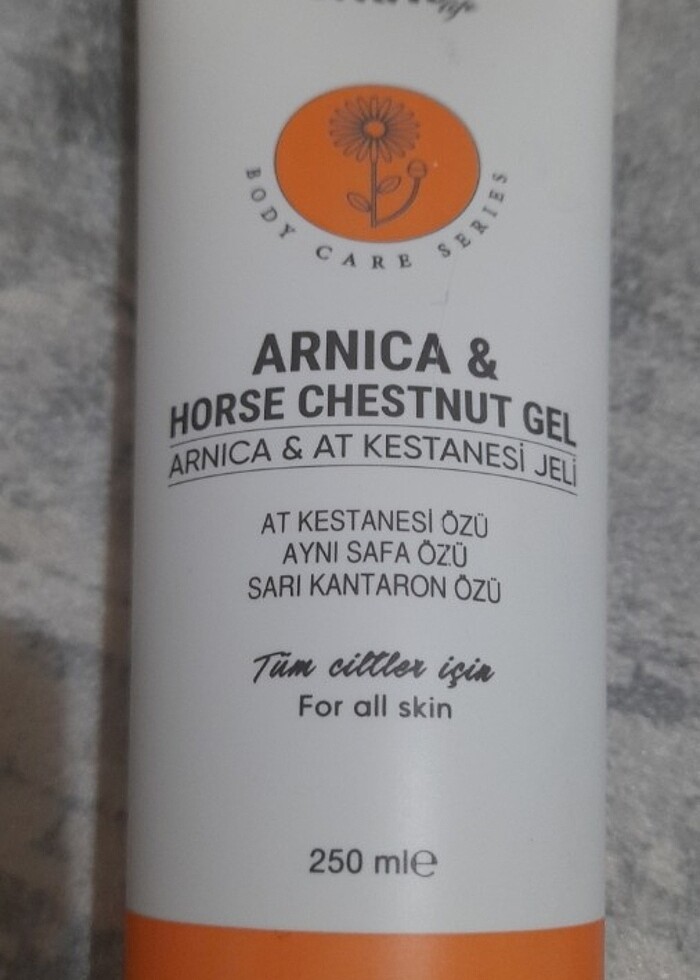 BODY CARE SERIES
ARNICA &
HORSE CHESTNUT GEL
ARNICA & AT KESTANESİ JELİ
AT KESTANESİ ÖZÜ
AYNI SAFA ÖZÜ
SARI KANTARON ÖZÜ
Tüm ciltler için
For all skin
250 ml℮